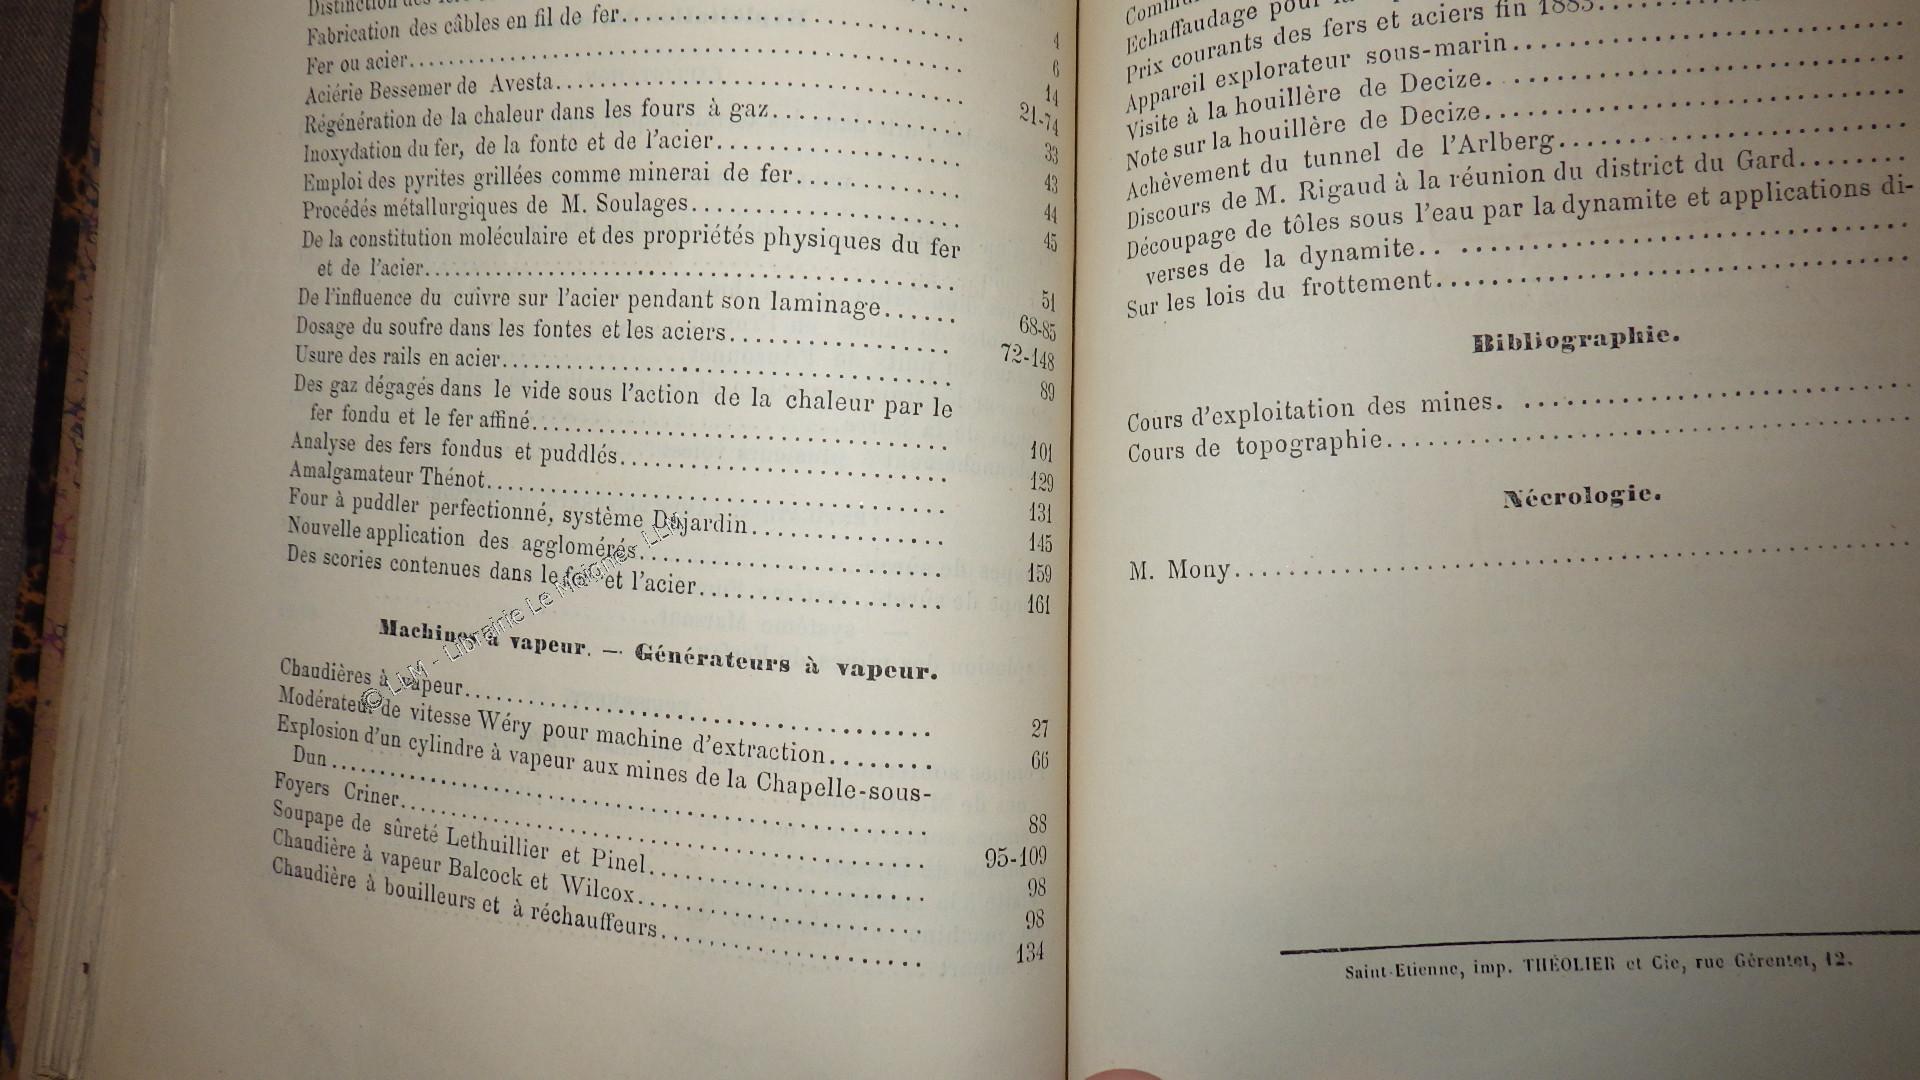 Distinction des
Fabrication des câbles en fil de fer........ 4
Fer ou acier........ 6
Aciérie Bessemer de Avesta........ 14
Régénération de la chaleur dans les fours à gaz........ 21-74
Inoxydation du fer, de la fonte et de l'acier........ 33
Emploi des pyrites grillées comme minerai de fer........ 43
Procédés métallurgiques de M. Soulages........ 44
De la constitution moléculaire et des propriétés physiques du fer 45
et de l'acier........
De l'influence du cuivre sur l'acier pendant son laminage...... 51
Dosage du soufre dans les fontes et les aciers........ 68-85
Usure des rails en acier........ 72-148
Des gaz dégagés dans le vide sous l'action de la chaleur par le 89
fer fondu et le fer affiné........
Analyse des fers fondus et puddlés........ 101
Amalgamateur Thénot........ 129
Four à puddler perfectionné, système Dujardin........ 131
Nouvelle application des agglomérés........ 145
Des scories contenues dans le fer et l'acier........ 159
161
Machines à vapeur. — Générateurs à vapeur.
Chaudières à vapeur........ 27
Modérateur de vitesse Wéry pour machine d'extraction........ 66
Explosion d'un cylindre à vapeur aux mines de la Chapelle-sous-
Dun........ 88
Foyers Criner........ 95-109
Soupape de sûreté Lethuillier et Pinel........ 98
Chaudière à vapeur Balcock et Wilcox........ 98
Chaudière à bouilleurs et à réchauffeurs........ 134
© LLM - Librairie Le Moigne - LLM
Echaffaudage pour
Prix courants des fers et aciers fin 1883........
Appareil explorateur sous-marin........
Visite à la houillère de Decize........
Note sur la houillère de Decize........
Achèvement du tunnel de l'Arlberg........
Discours de M. Rigaud à la réunion du district du Gard........
Découpage de tôles sous l'eau par la dynamite et applications di-
verses de la dynamite........
Sur les lois du frottement........
Bibliographie.
Cours d'exploitation des mines........
Cours de topographie........
Nécrologie.
M. Mony........
Saint-Etienne, imp. THÉOLIER et Cie, rue Gérentet, 12.